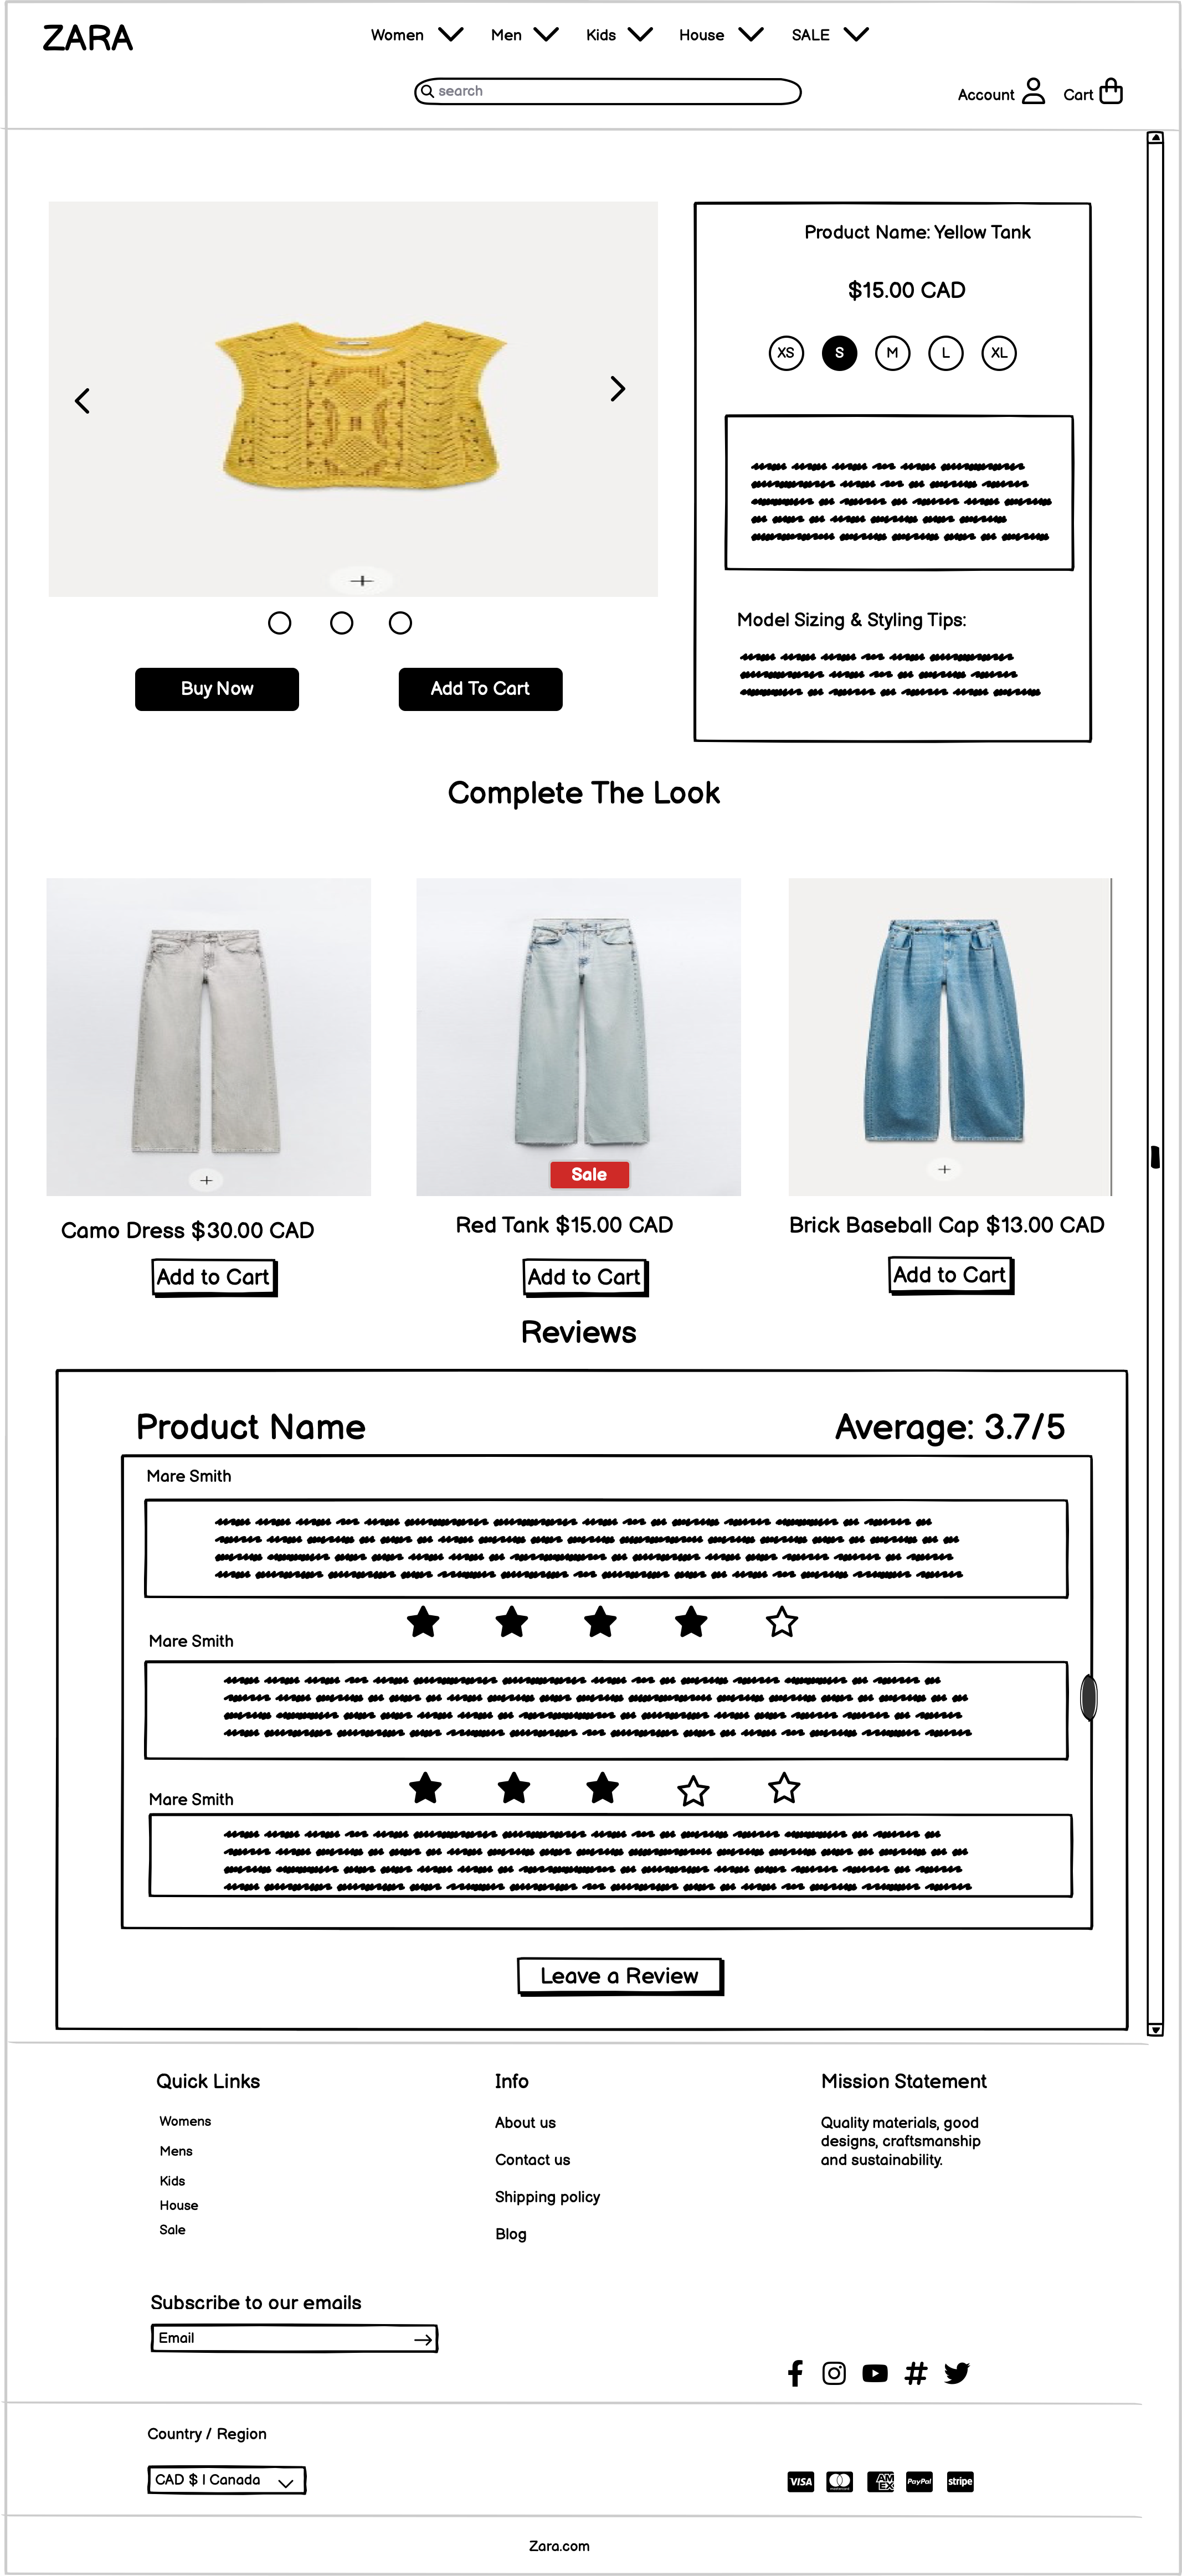 ZARA
Women
Men
Kids
House
SALE
search
Account
Cart
Product Name: Yellow Tank
$15.00 CAD
XS
S
M
L
XL
Model Sizing & Styling Tips:
Buy Now
Add To Cart
Complete The Look
Sale
Camo Dress $30.00 CAD
Red Tank $15.00 CAD
Brick Baseball Cap $13.00 CAD
Add to Cart
Add to Cart
Add to Cart
Reviews
Product Name
Average: 3.7/5
Mare Smith
Mare Smith
Mare Smith
Leave a Review
Quick Links
Womens
Mens
Kids
House
Sale
Info
About us
Contact us
Shipping policy
Blog
Mission Statement
Quality materials, good
designs, craftsmanship
and sustainability.
Subscribe to our emails
Email
Country / Region
CAD $ | Canada
VISA
AM
EX
PayPal
stripe
Zara.com